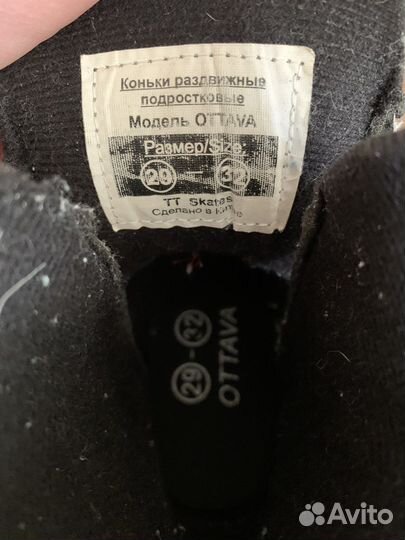 Коньки раздвижные
подростковые
Модель OTTAVA
Размер/Size:
29 - 32
TT Skates
Сделано в
29-32
OTTAVA
Avito